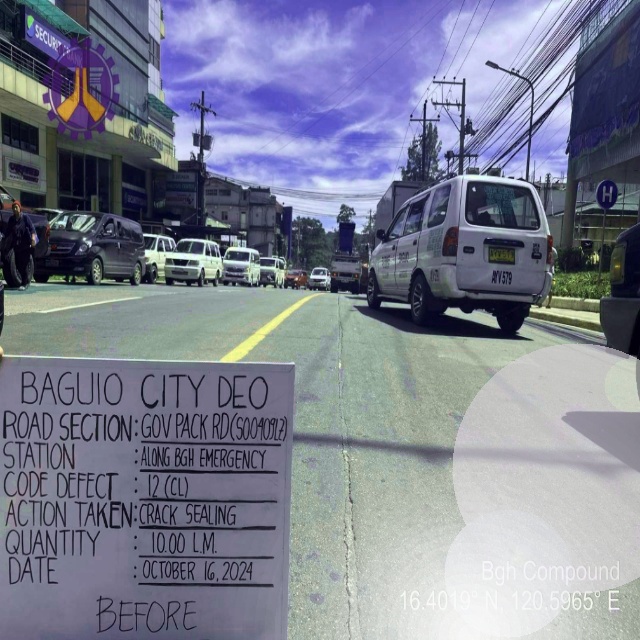 SECURIT
H
BAGUIO CITY DEO
ROAD SECTION: GOV PACK RD (S00409LZ)
STATION : ALONG BGH EMERGENCY
CODE DEFECT : 12 (CL)
ACTION TAKEN: CRACK SEALING
QUANTITY : 10.00 L.M.
DATE : OCTOBER 16, 2024
BEFORE
Bgh Compound
16.4019° N, 120.5965° E